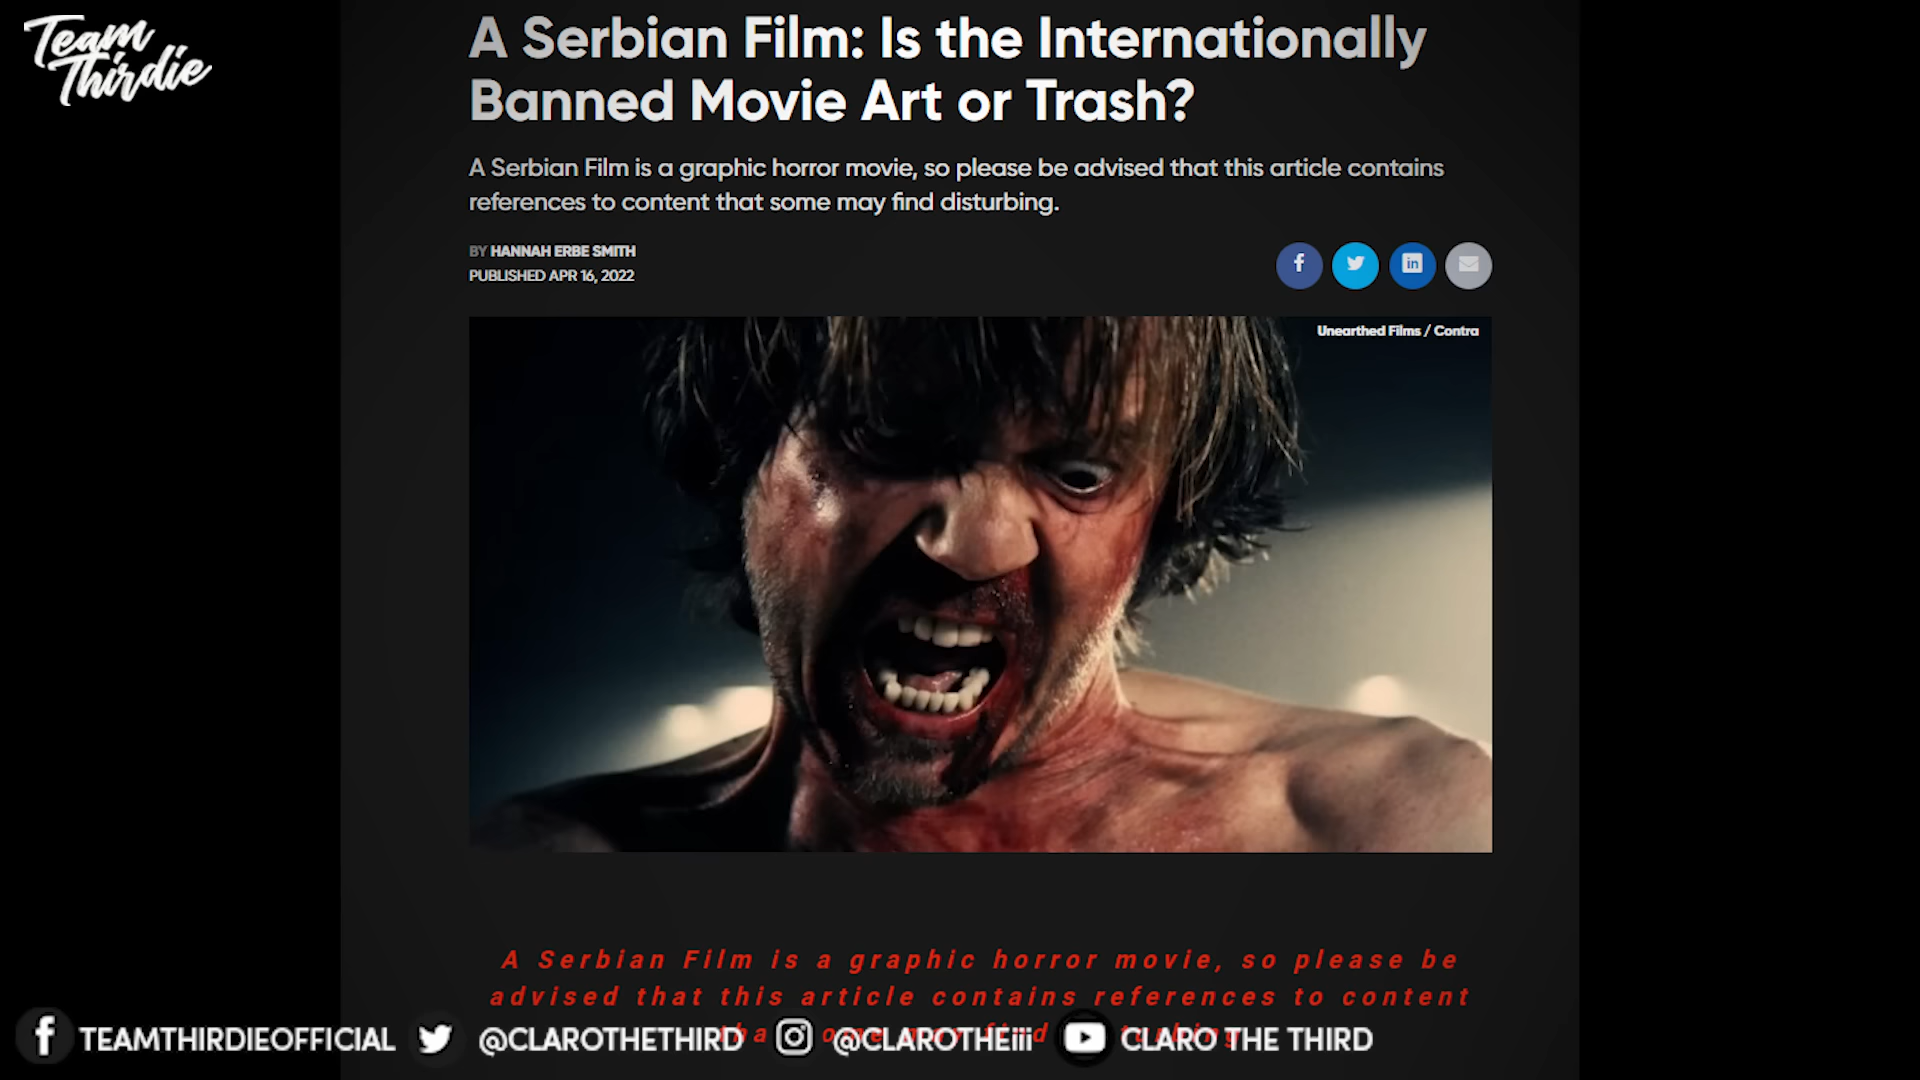 Team
Thirdie
A Serbian Film: Is the Internationally
Banned Movie Art or Trash?
A Serbian Film is a graphic horror movie, so please be advised that this article contains
references to content that some may find disturbing.
BY HANNAH ERBE SMITH
PUBLISHED APR 16, 2022
Unearthed Films / Contra
A Serbian Film is a graphic horror movie, so please be
advised that this article contains references to content
TEAMTHIRDIEOFFICIAL @CLAROTHETHIRD @CLAROTHEiii CLARO THE THIRD